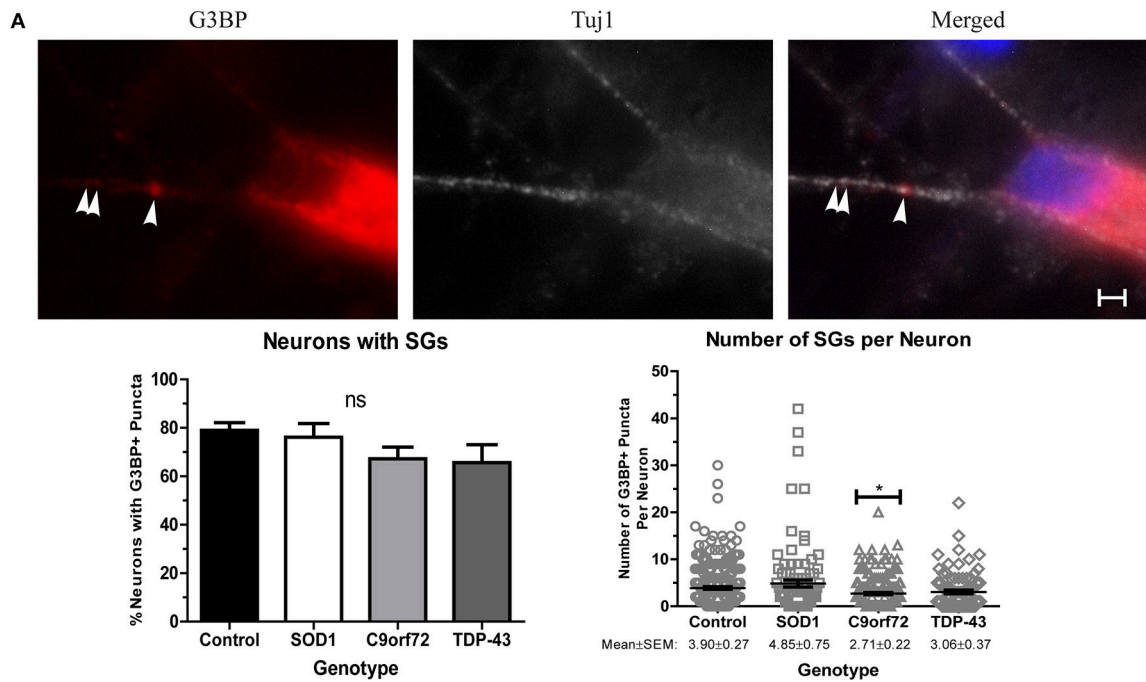 A
G3BP Tuj1 Merged
Neurons with SGs
% Neurons with G3BP+ Puncta
100
80
60
40
20
0
ns
Control SOD1 C9orf72 TDP-43
Genotype
Number of SGs per Neuron
Number of G3BP+ Puncta
Per Neuron
50
40
30
20
10
0
*
Control SOD1 C9orf72 TDP-43
Mean±SEM: 3.90±0.27 4.85±0.75 2.71±0.22 3.06±0.37
Genotype